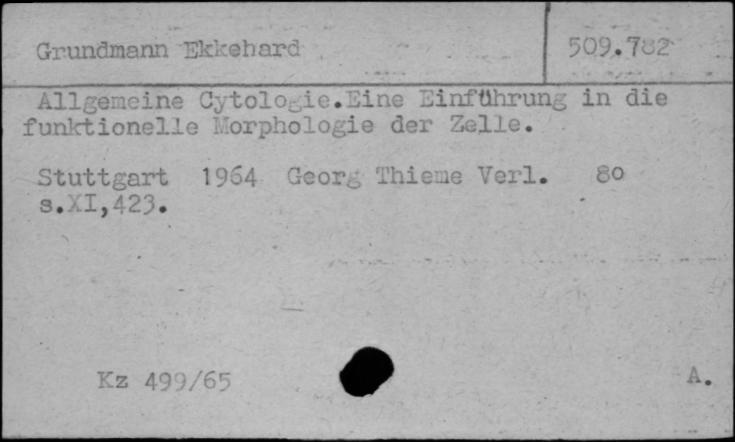 Grundmann Ekkehard
509.782
Allgemeine Cytologie.Eine Einführung in die
funktionelle Morphologie der Zelle.
Stuttgart 1964 Georg Thieme Verl. 8o
s.XI,423.
Kz 499/65
A.